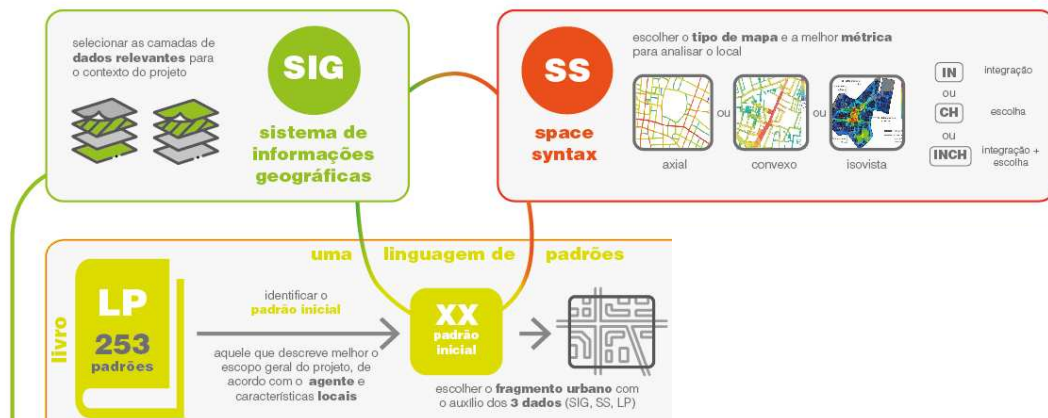 selecionar as camadas de
dados relevantes para
o contexto do projeto
SIG
sistema de
informações
geográficas
SS
space
syntax
escolher o tipo de mapa e a melhor métrica
para analisar o local
ou
ou
axial
convexo
isovista
IN
integração
ou
CH
escolha
ou
INCH
integração +
escolha
uma linguagem de padrões
livro
LP
253
padrões
identificar o
padrão inicial
aquele que descreve melhor o
escopo geral do projeto, de
acordo com o agente e
características locais
XX
padrão
inicial
escolher o fragmento urbano com
o auxílio dos 3 dados (SIG, SS, LP)